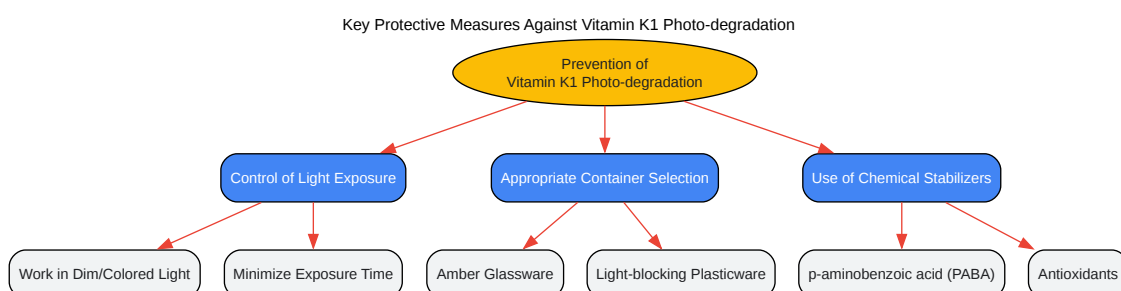 Key Protective Measures Against Vitamin K1 Photo-degradation
Prevention of
Vitamin K1 Photo-degradation
Control of Light Exposure
Appropriate Container Selection
Use of Chemical Stabilizers
Work in Dim/Colored Light
Minimize Exposure Time
Amber Glassware
Light-blocking Plasticware
p-aminobenzoic acid (PABA)
Antioxidants